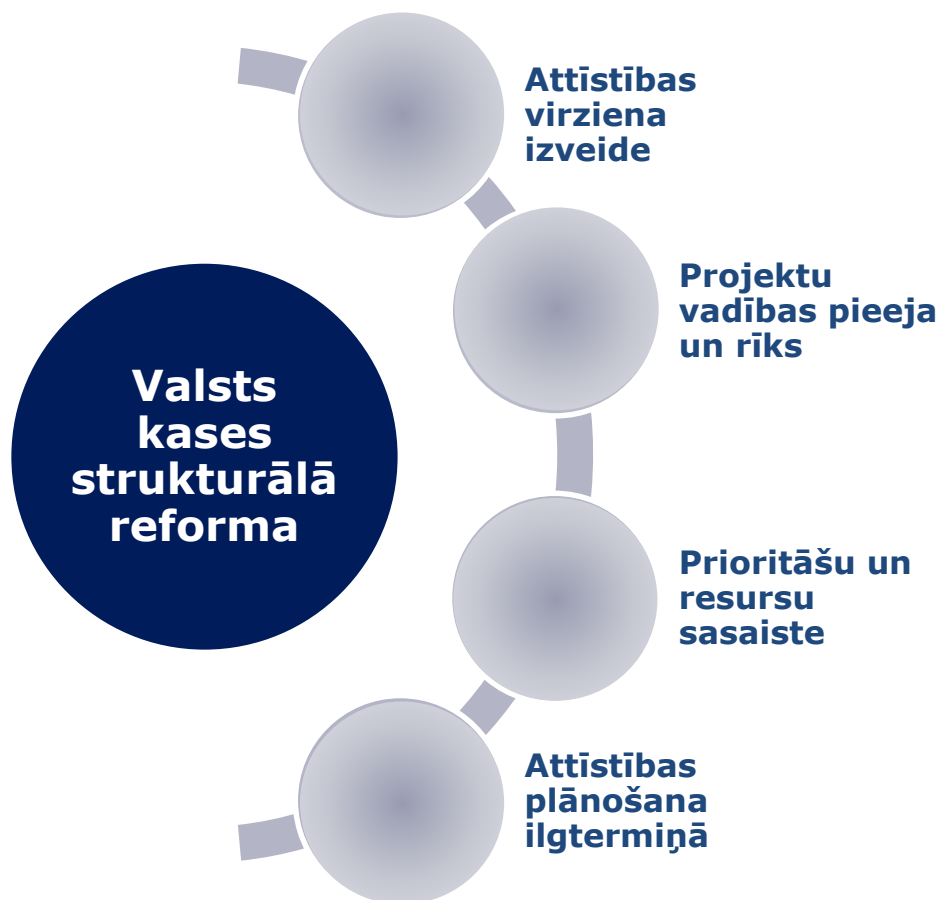 Attīstības
virziena
izveide
Projektu
vadības pieeja
un rīks
Valsts
kases
strukturālā
reforma
Prioritāšu un
resursu
sasaiste
Attīstības
plānošana
ilgtermiņā